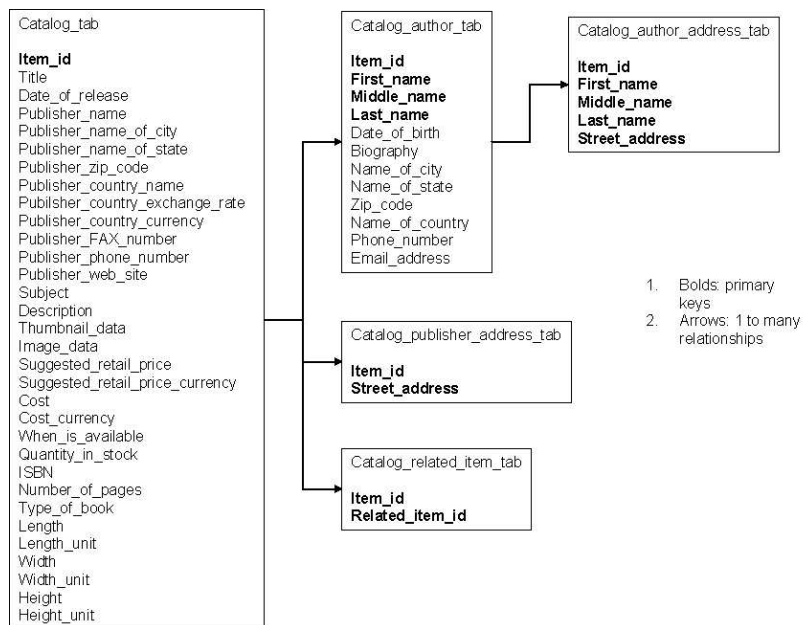 Catalog_tab
Item_id
Title
Date_of_release
Publisher_name
Publisher_name_of_city
Publisher_name_of_state
Publisher_zip_code
Publisher_country_name
Publisher_country_exchange_rate
Publisher_country_currency
Publisher_FAX_number
Publisher_phone_number
Publisher_web_site
Subject
Description
Thumbnail_data
Image_data
Suggested_retail_price
Suggested_retail_price_currency
Cost
Cost_currency
When_is_available
Quantity_in_stock
ISBN
Number_of_pages
Type_of_book
Length
Length_unit
Width
Width_unit
Height
Height_unit
Catalog_author_tab
Item_id
First_name
Middle_name
Last_name
Date_of_birth
Biography
Name_of_city
Name_of_state
Zip_code
Name_of_country
Phone_number
Email_address
Catalog_author_address_tab
Item_id
First_name
Middle_name
Last_name
Street_address
Catalog_publisher_address_tab
Item_id
Street_address
Catalog_related_item_tab
Item_id
Related_item_id
1. Bolds: primary
keys
2. Arrows: 1 to many
relationships